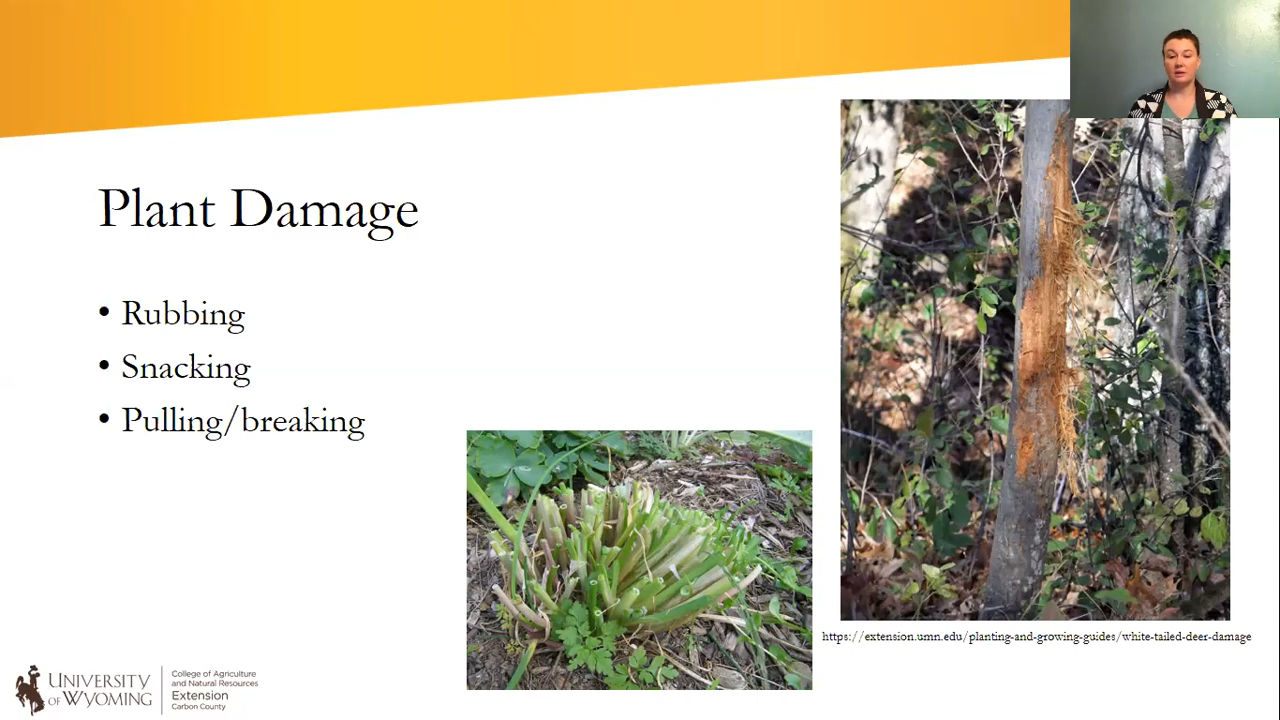 Plant Damage
• Rubbing
• Snacking
• Pulling/breaking
https://extension.umn.edu/planting-and-growing-guides/white-tailed-deer-damage
UNIVERSITY
OF WYOMING
College of Agriculture
and Natural Resources
Extension
Carbon County